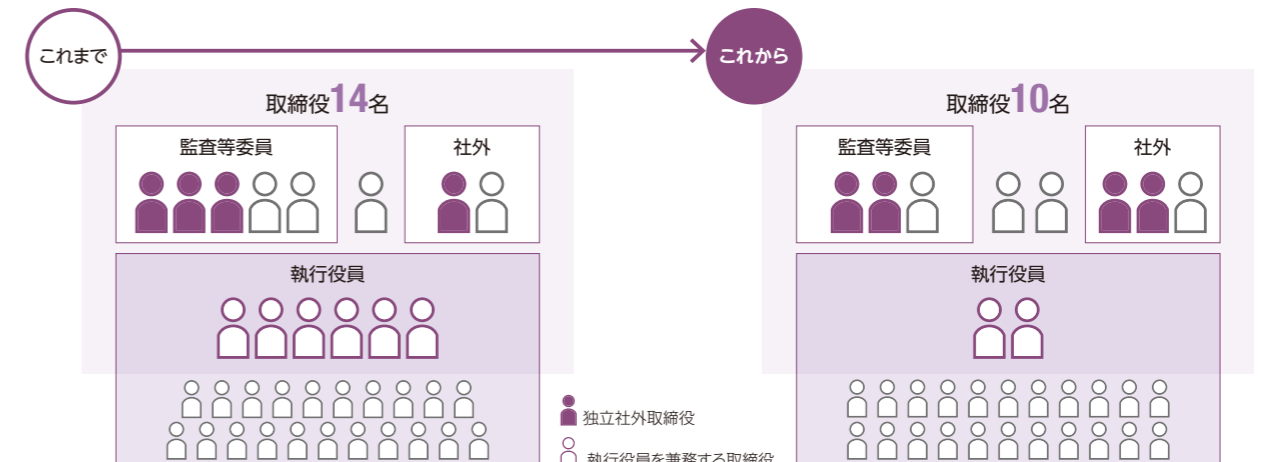 これまで
これから
取締役14名
監査等委員
社外
執行役員
取締役10名
監査等委員
社外
執行役員
独立社外取締役
執行役員を兼務する取締役